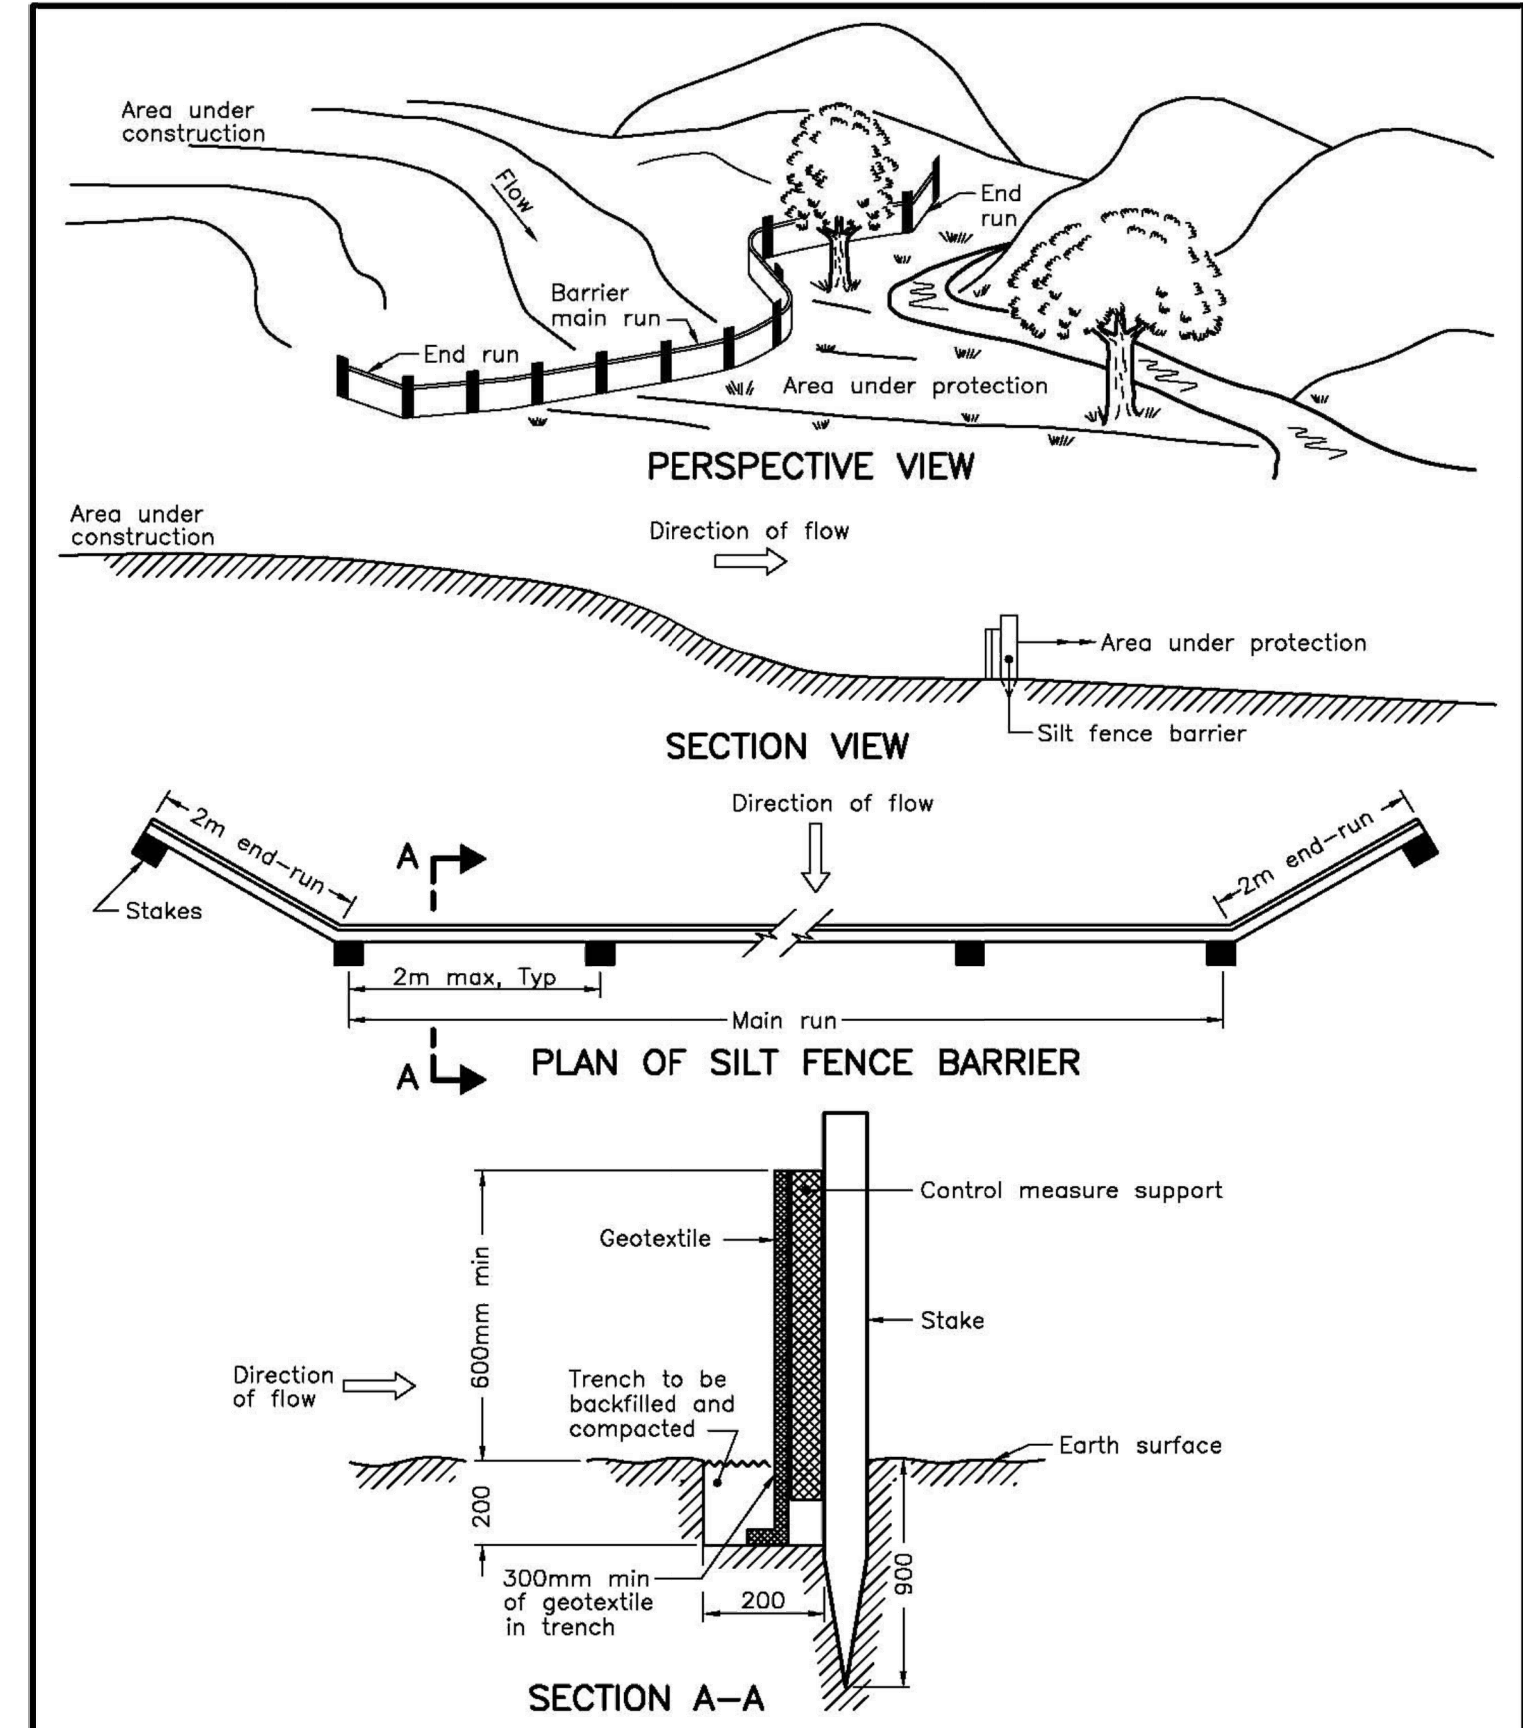 Area under
construction
Flow
End
run
Barrier
main run
End run
Area under protection
PERSPECTIVE VIEW
Area under
construction
Direction of flow
Area under protection
Silt fence barrier
SECTION VIEW
Direction of flow
2m end-run
2m end-run
A
Stakes
2m max, Typ
Main run
A
PLAN OF SILT FENCE BARRIER
Control measure support
Geotextile
600mm min
Stake
Direction
of flow
Trench to be
backfilled and
compacted
Earth surface
200
300mm min
of geotextile
in trench
200
900
SECTION A-A